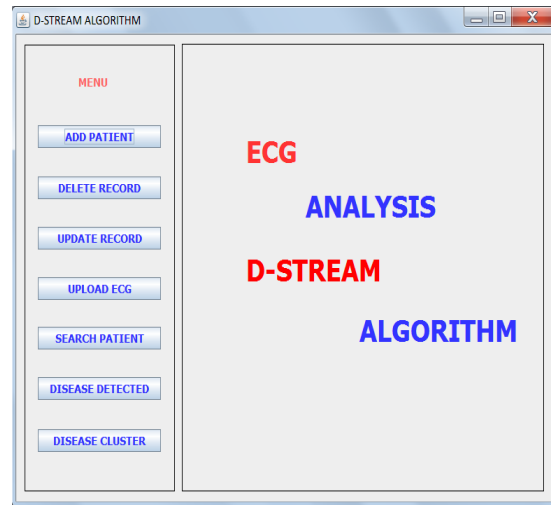 D-STREAM ALGORITHM
MENU
ADD PATIENT
DELETE RECORD
UPDATE RECORD
UPLOAD ECG
SEARCH PATIENT
DISEASE DETECTED
DISEASE CLUSTER
ECG
ANALYSIS
D-STREAM
ALGORITHM